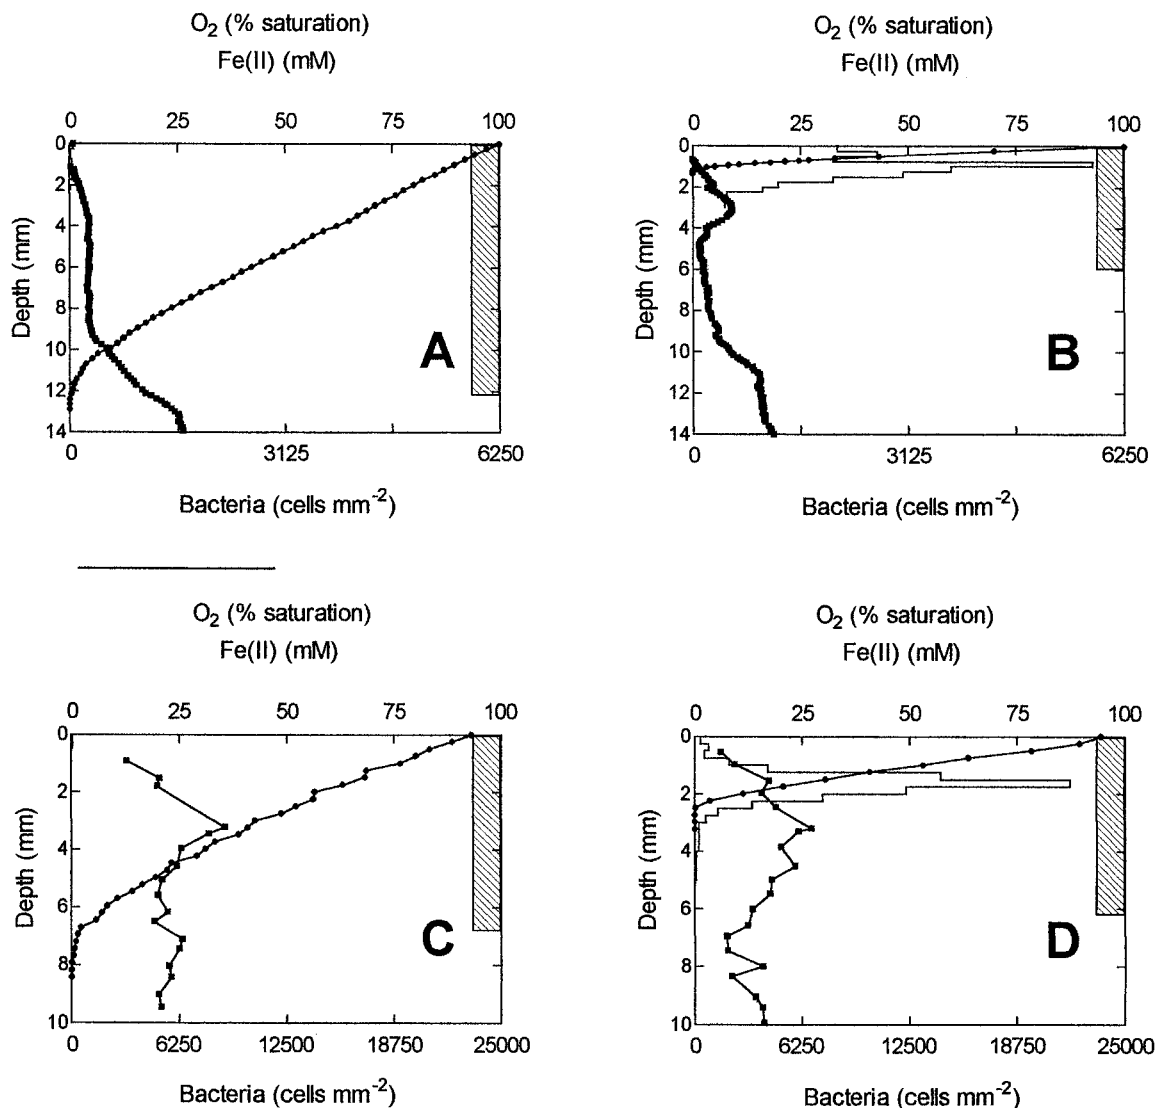 O2 (% saturation)
Fe(II) (mM)
0 25 50 75 100
0
2
4
6
8
10
12
14
Depth (mm)
A
0 3125 6250
Bacteria (cells mm-2)
O2 (% saturation)
Fe(II) (mM)
0 25 50 75 100
0
2
4
6
8
10
12
14
Depth (mm)
B
0 3125 6250
Bacteria (cells mm-2)
O2 (% saturation)
Fe(II) (mM)
0 25 50 75 100
0
2
4
6
8
10
Depth (mm)
C
0 6250 12500 18750 25000
Bacteria (cells mm-2)
O2 (% saturation)
Fe(II) (mM)
0 25 50 75 100
0
2
4
6
8
10
Depth (mm)
D
0 6250 12500 18750 25000
Bacteria (cells mm-2)